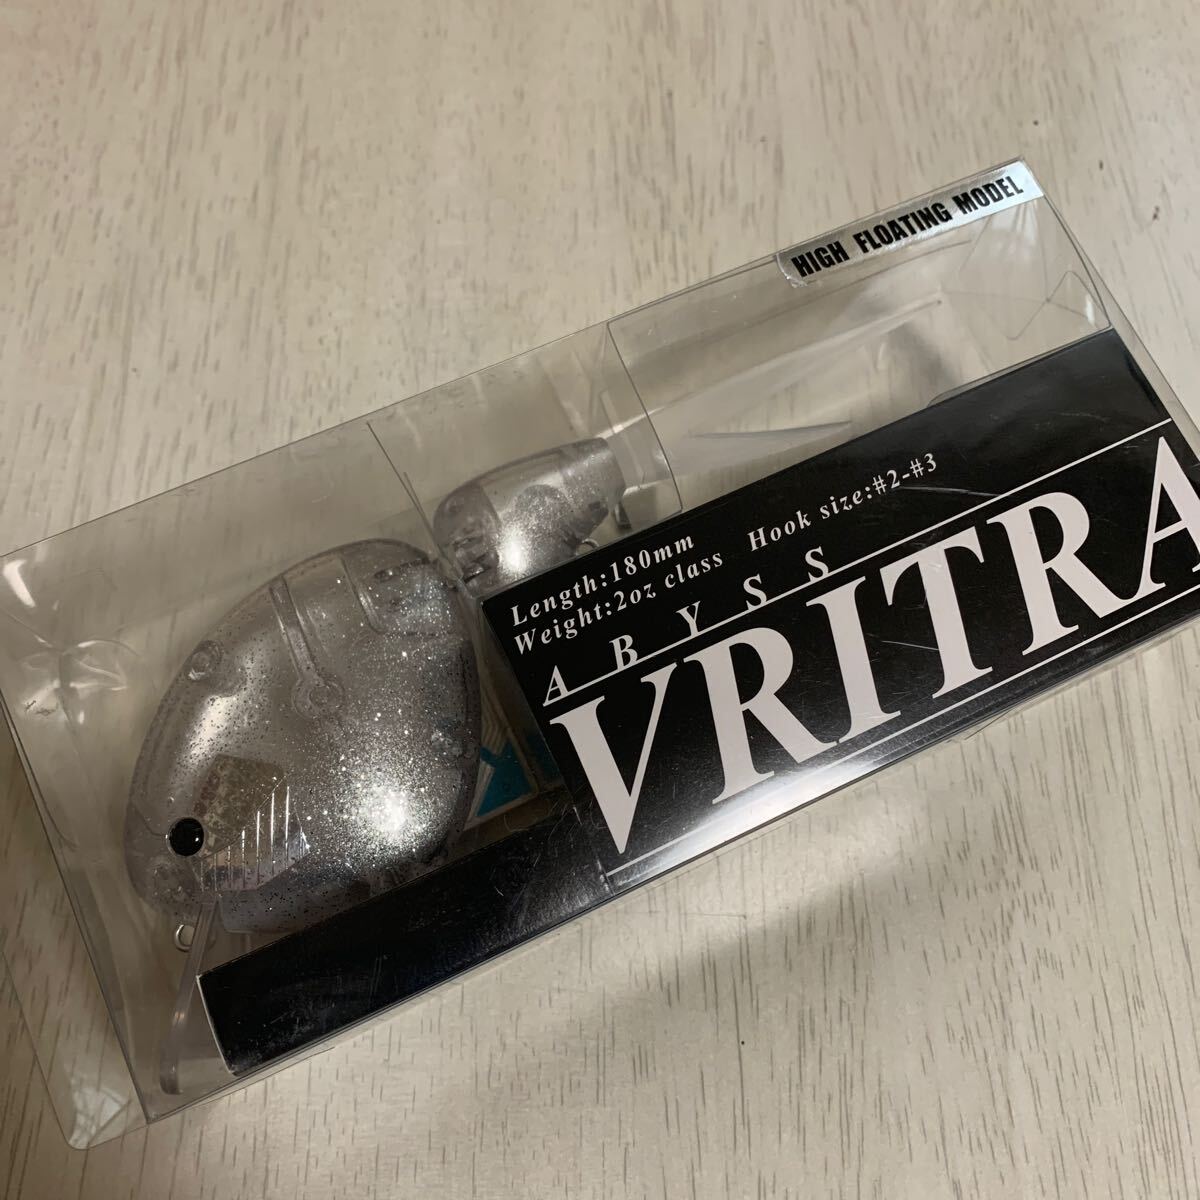 HIGH FLOATING MODEL
Length:180mm
Weight:2oz class Hook size:#2-#3
ABYSS
VRITRA